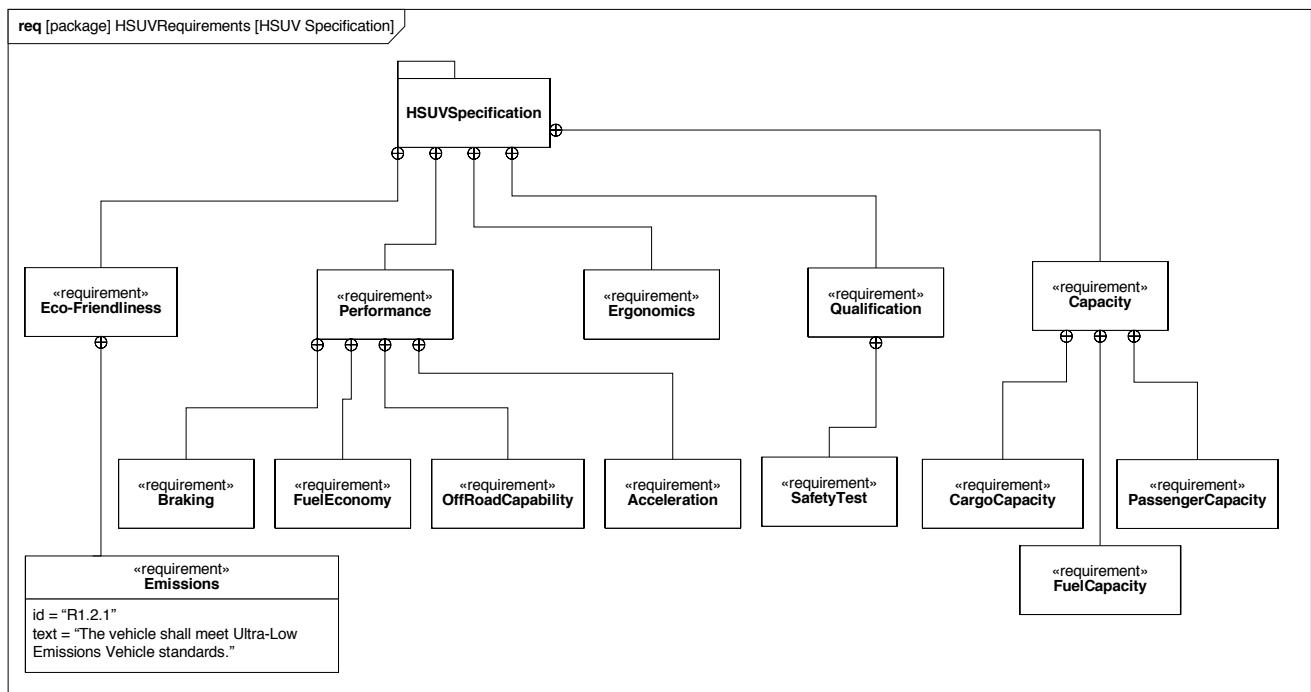 req [package] HSUVRequirements [HSUV Specification]
HSUVSpecification
«requirement»
Eco-Friendliness
«requirement»
Performance
«requirement»
Ergonomics
«requirement»
Qualification
«requirement»
Capacity
«requirement»
Braking
«requirement»
FuelEconomy
«requirement»
OffRoadCapability
«requirement»
Acceleration
«requirement»
SafetyTest
«requirement»
CargoCapacity
«requirement»
PassengerCapacity
«requirement»
Emissions
id = “R1.2.1”
text = “The vehicle shall meet Ultra-Low
Emissions Vehicle standards.”
«requirement»
FuelCapacity